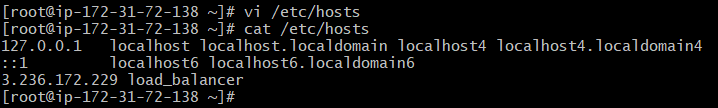 [root@ip-172-31-72-138 ~]# vi /etc/hosts
[root@ip-172-31-72-138 ~]# cat /etc/hosts
127.0.0.1   localhost localhost.localdomain localhost4 localhost4.localdomain4
::1         localhost6 localhost6.localdomain6
3.236.172.229 load_balancer
[root@ip-172-31-72-138 ~]#